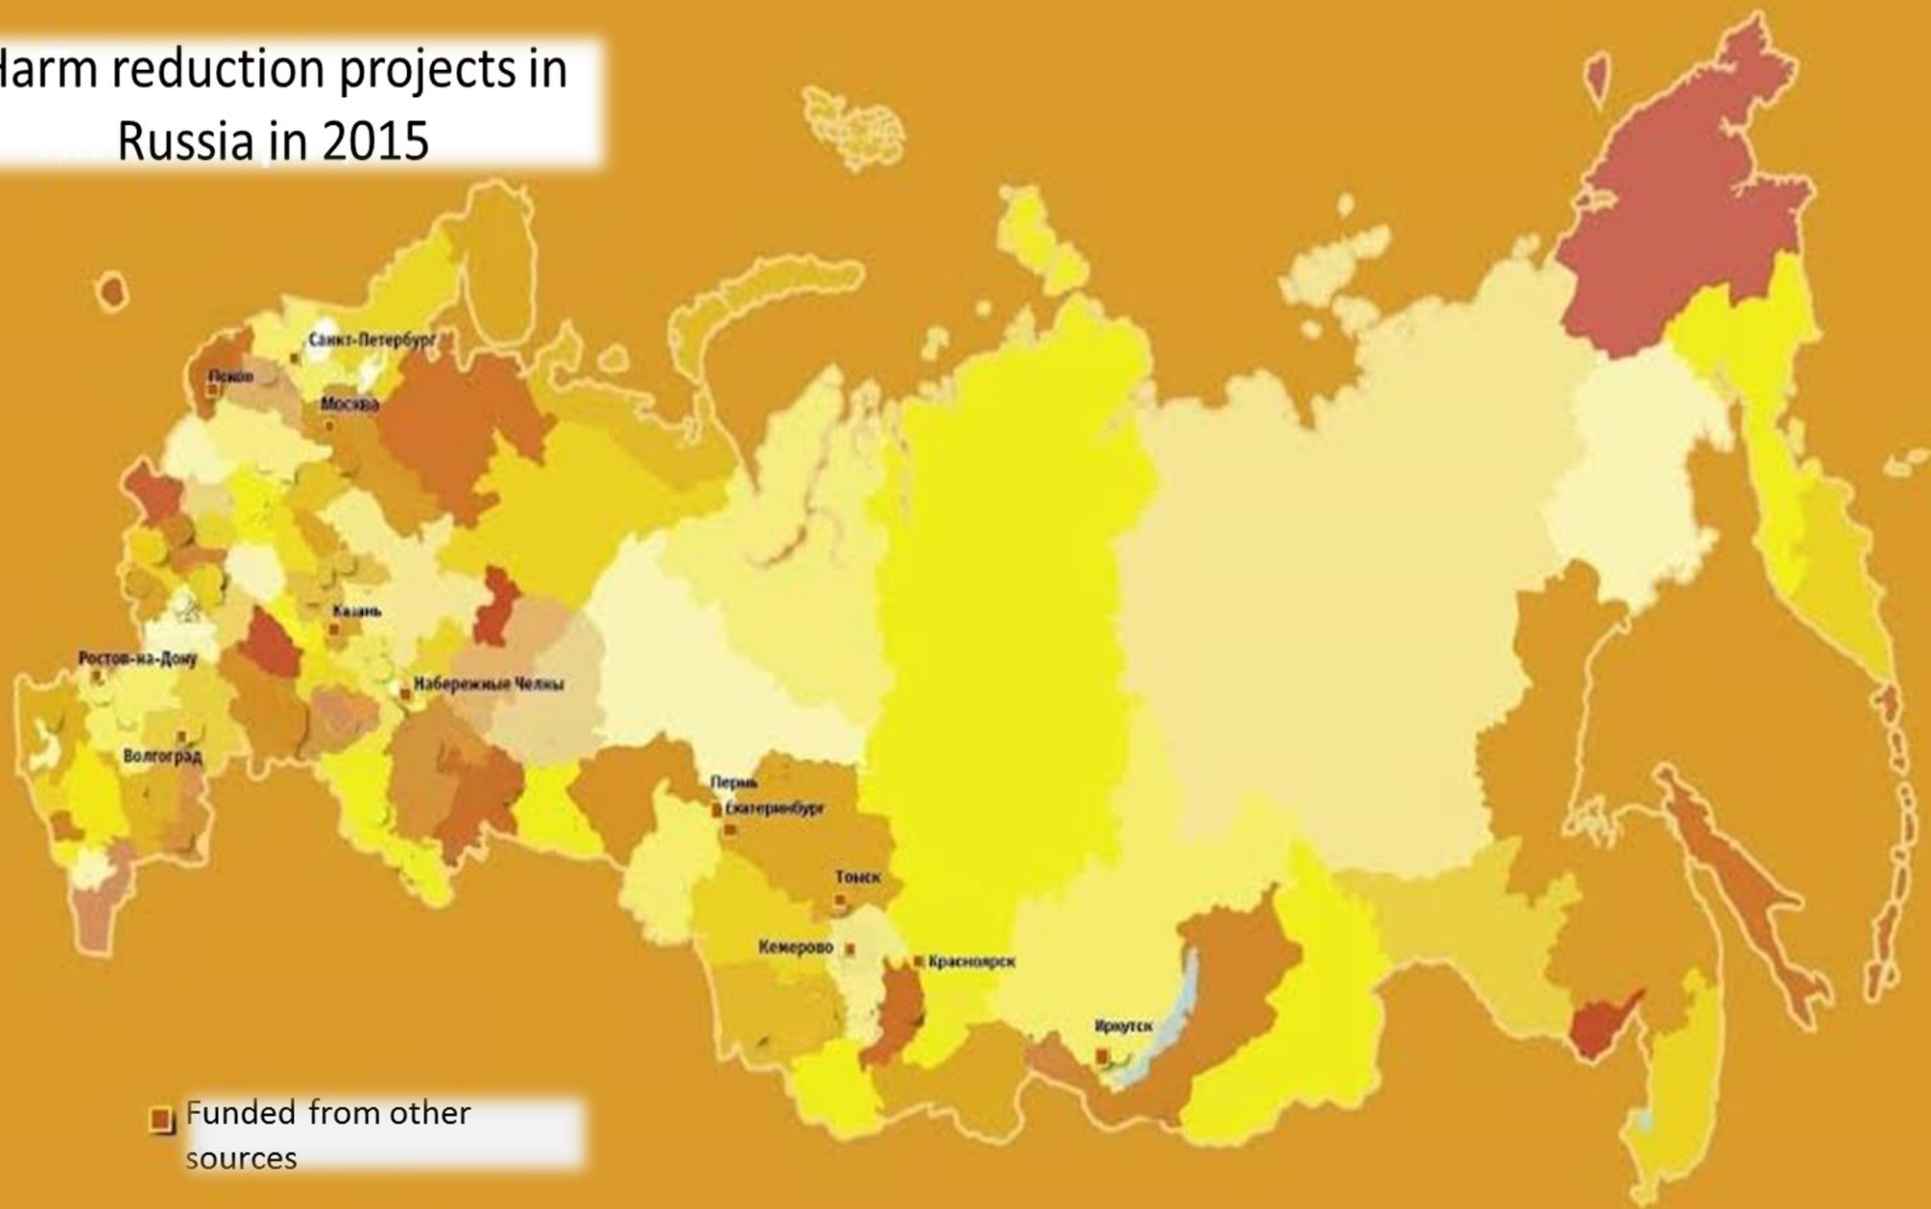 Harm reduction projects in
Russia in 2015
Санкт-Петербург
Псков
Москва
Казань
Ростов-на-Дону
Набережные Челны
Волгоград
Пермь
Екатеринбург
Томск
Кемерово
Красноярск
Иркутск
Funded from other
sources